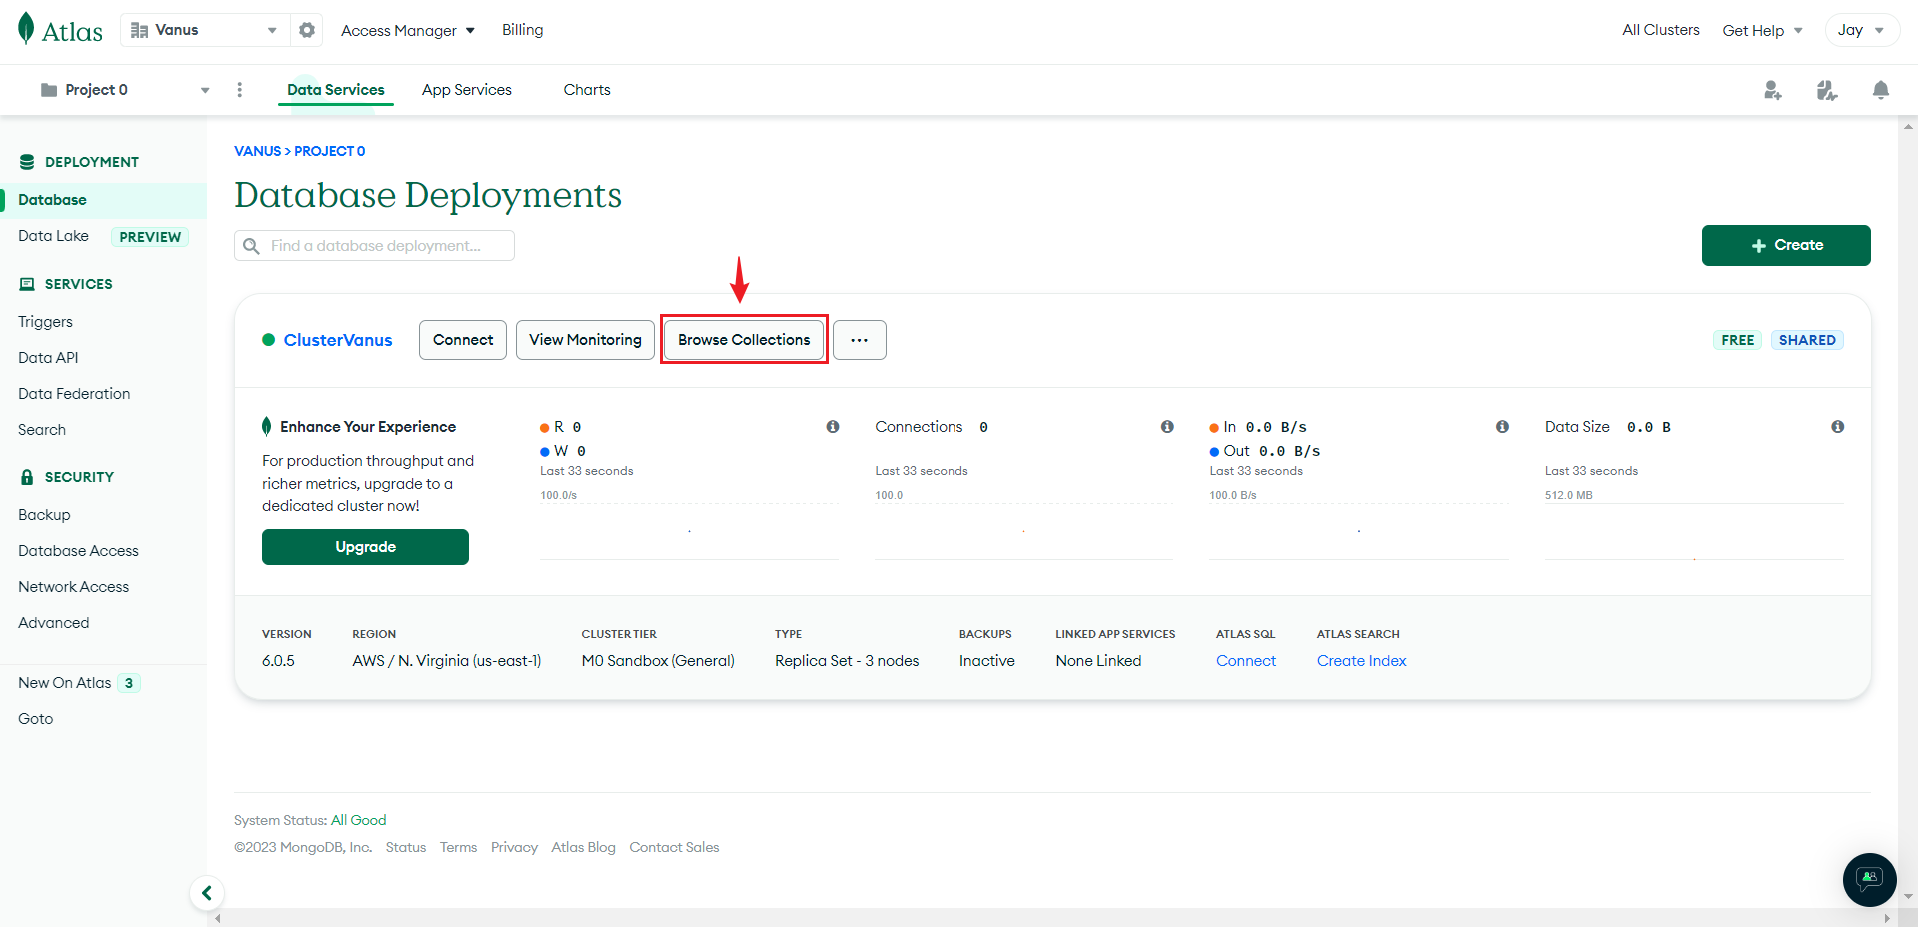 Atlas
Vanus
Access Manager
Billing
All Clusters
Get Help
Jay
Project 0
Data Services
App Services
Charts
DEPLOYMENT
Database
Data Lake PREVIEW
SERVICES
Triggers
Data API
Data Federation
Search
SECURITY
Backup
Database Access
Network Access
Advanced
New On Atlas 3
Goto
VANUS > PROJECT 0
Database Deployments
Find a database deployment...
+ Create
ClusterVanus
Connect
View Monitoring
Browse Collections
...
FREE
SHARED
Enhance Your Experience
For production throughput and
richer metrics, upgrade to a
dedicated cluster now!
Upgrade
R 0
W 0
Last 33 seconds
100.0/s
Connections 0
Last 33 seconds
100.0
In 0.0 B/s
Out 0.0 B/s
Last 33 seconds
100.0 B/s
Data Size 0.0 B
Last 33 seconds
512.0 MB
VERSION
6.0.5
REGION
AWS / N. Virginia (us-east-1)
CLUSTER TIER
M0 Sandbox (General)
TYPE
Replica Set - 3 nodes
BACKUPS
Inactive
LINKED APP SERVICES
None Linked
ATLAS SQL
Connect
ATLAS SEARCH
Create Index
System Status: All Good
©2023 MongoDB, Inc. Status Terms Privacy Atlas Blog Contact Sales